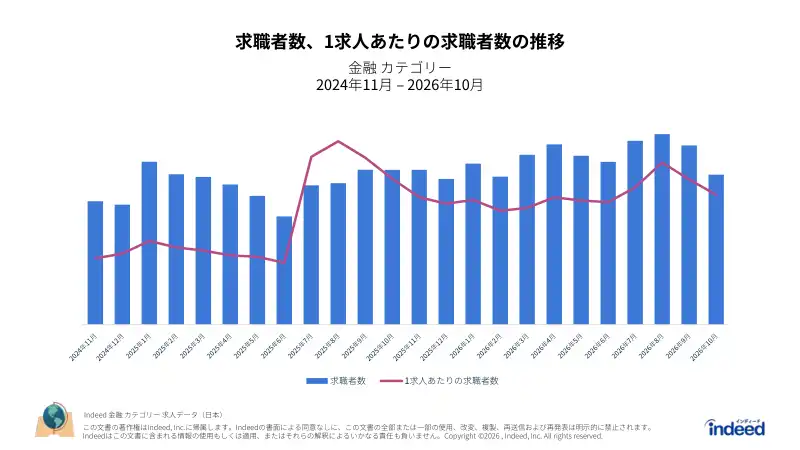 求職者数、1求人あたりの求職者数の推移
金融 カテゴリー
2024年11月 – 2026年10月
2024年11月
2024年12月
2025年1月
2025年2月
2025年3月
2025年4月
2025年5月
2025年6月
2025年7月
2025年8月
2025年9月
2025年10月
2025年11月
2025年12月
2026年1月
2026年2月
2026年3月
2026年4月
2026年5月
2026年6月
2026年7月
2026年8月
2026年9月
2026年10月
求職者数
1求人あたりの求職者数
Indeed 金融 カテゴリー 求人データ（日本）
この文書の著作権はIndeed, Inc.に帰属します。Indeedの書面による同意なしに、この文書の全部または一部の使用、改変、複製、再送信および再発表は明示的に禁止されます。
Indeedはこの文書に含まれる情報の使用もしくは適用、またはそれらの解釈によるいかなる責任も負いません。Copyright ©2026 , Indeed, Inc. All rights reserved.
インディード
indeed